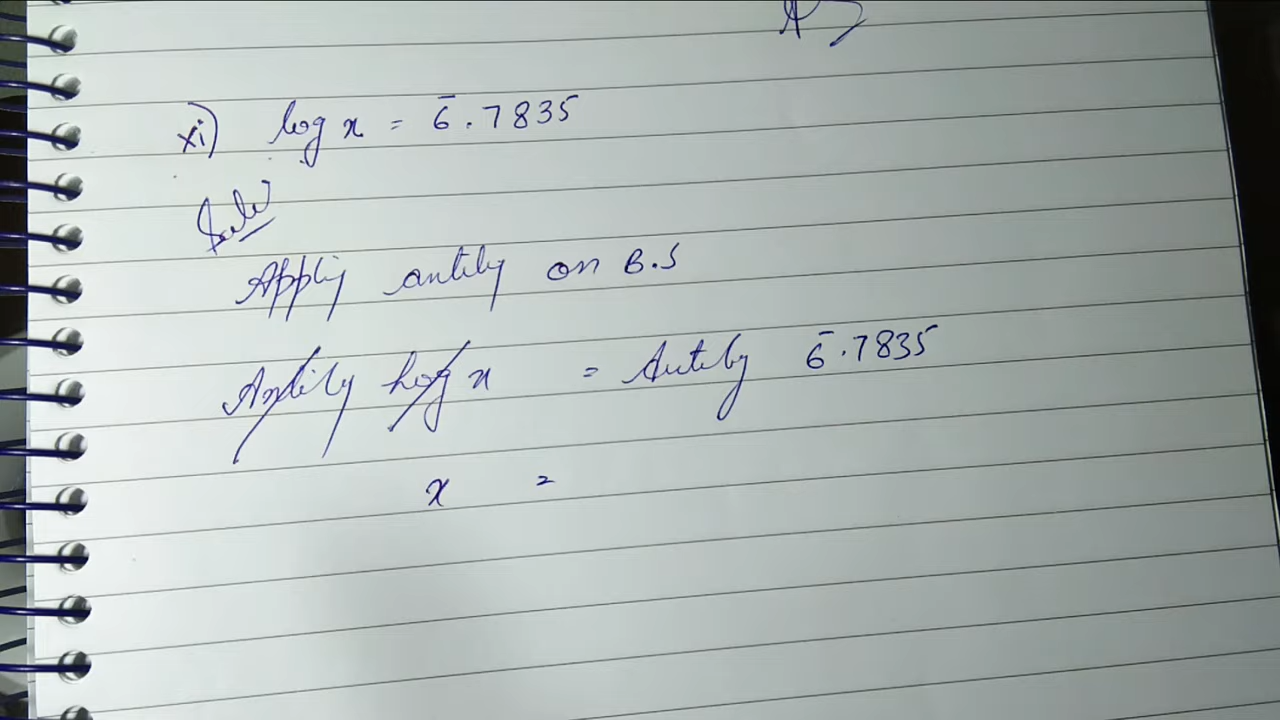 xi) log x = 6̄.7835
Sol:
Apply antilog on B.S
Antilog log x = Antilog 6̄.7835
x =